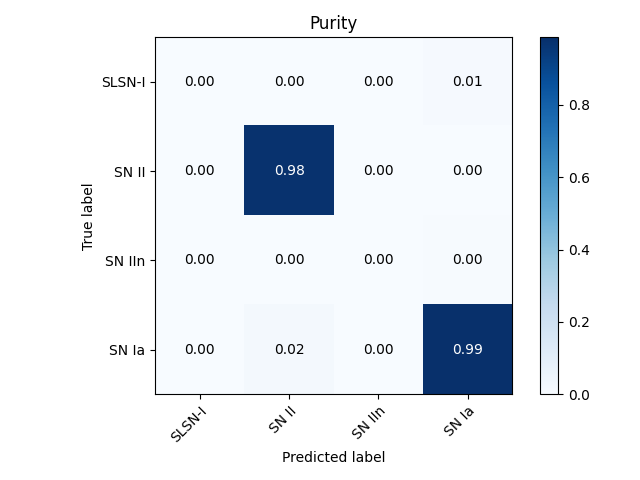 Purity
SLSN-I 0.00 0.00 0.00 0.01
SN II 0.00 0.98 0.00 0.00
SN IIn 0.00 0.00 0.00 0.00
SN Ia 0.00 0.02 0.00 0.99
True label
SLSN-I SN II SN IIn SN Ia
Predicted label
0.8
0.6
0.4
0.2
0.0